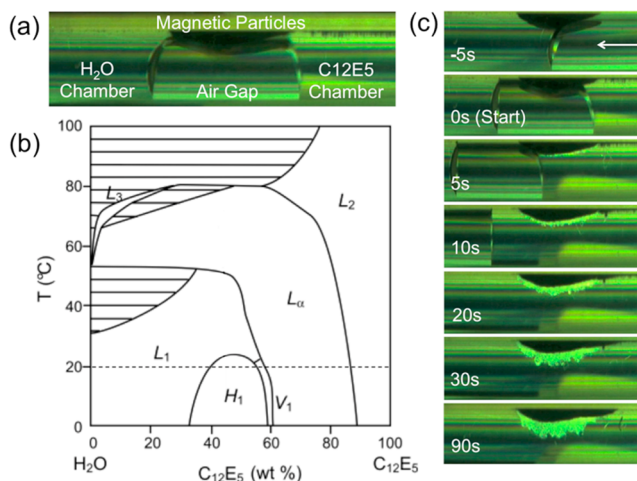 (a)
Magnetic Particles
H₂O
Chamber
Air Gap
C12E5
Chamber
(b)
100
80
60
40
20
0
T (°C)
L₃
L₂
Lα
L₁
H₁
V₁
0
20
40
60
80
100
H₂O
C₁₂E₅ (wt %)
C₁₂E₅
(c)
-5s
0s (Start)
5s
10s
20s
30s
90s